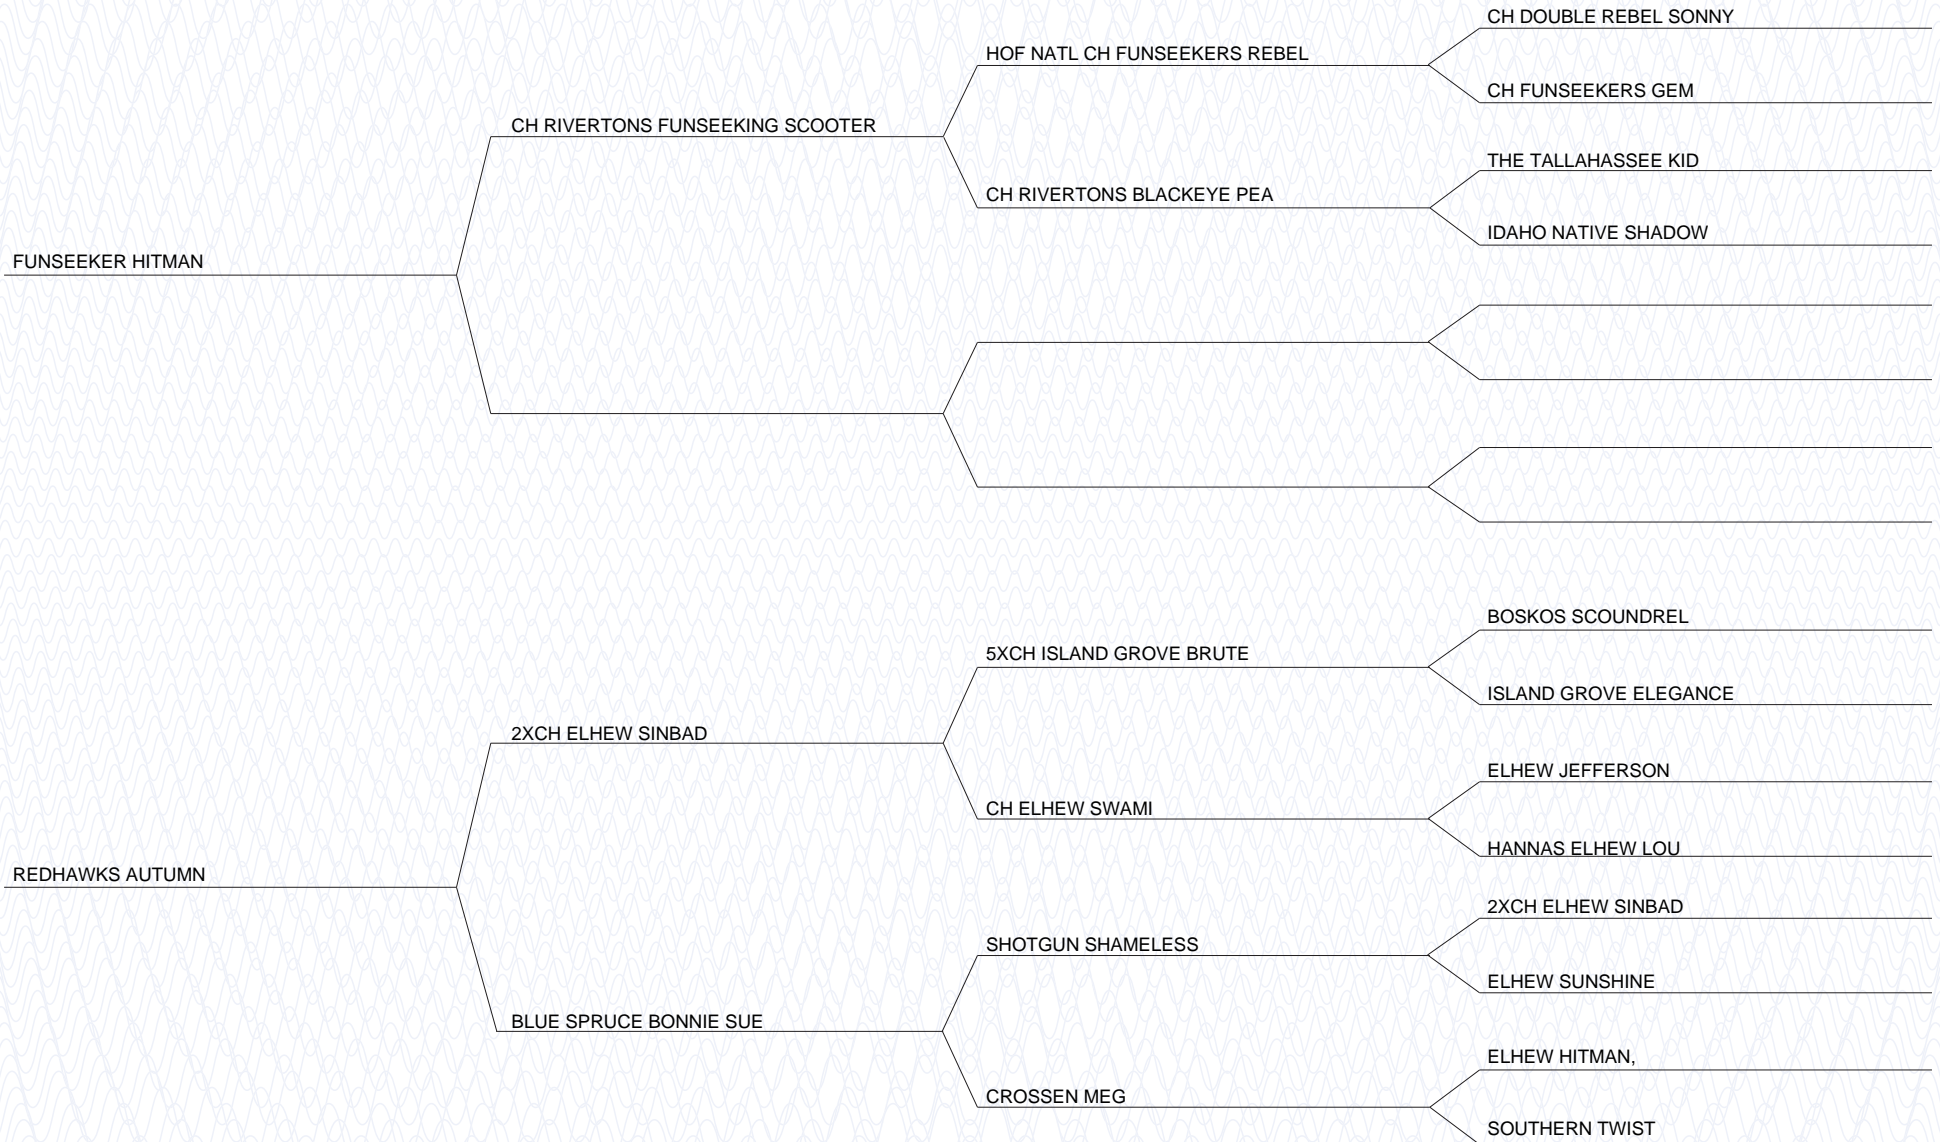 CH DOUBLE REBEL SONNY
HOF NATL CH FUNSEEKERS REBEL
CH FUNSEEKERS GEM
CH RIVERTONS FUNSEEKING SCOOTER
THE TALLAHASSEE KID
CH RIVERTONS BLACKEYE PEA
IDAHO NATIVE SHADOW
FUNSEEKER HITMAN
BOSKOS SCOUNDREL
5XCH ISLAND GROVE BRUTE
ISLAND GROVE ELEGANCE
2XCH ELHEW SINBAD
ELHEW JEFFERSON
CH ELHEW SWAMI
HANNAS ELHEW LOU
REDHAWKS AUTUMN
2XCH ELHEW SINBAD
SHOTGUN SHAMELESS
ELHEW SUNSHINE
BLUE SPRUCE BONNIE SUE
ELHEW HITMAN,
CROSSEN MEG
SOUTHERN TWIST